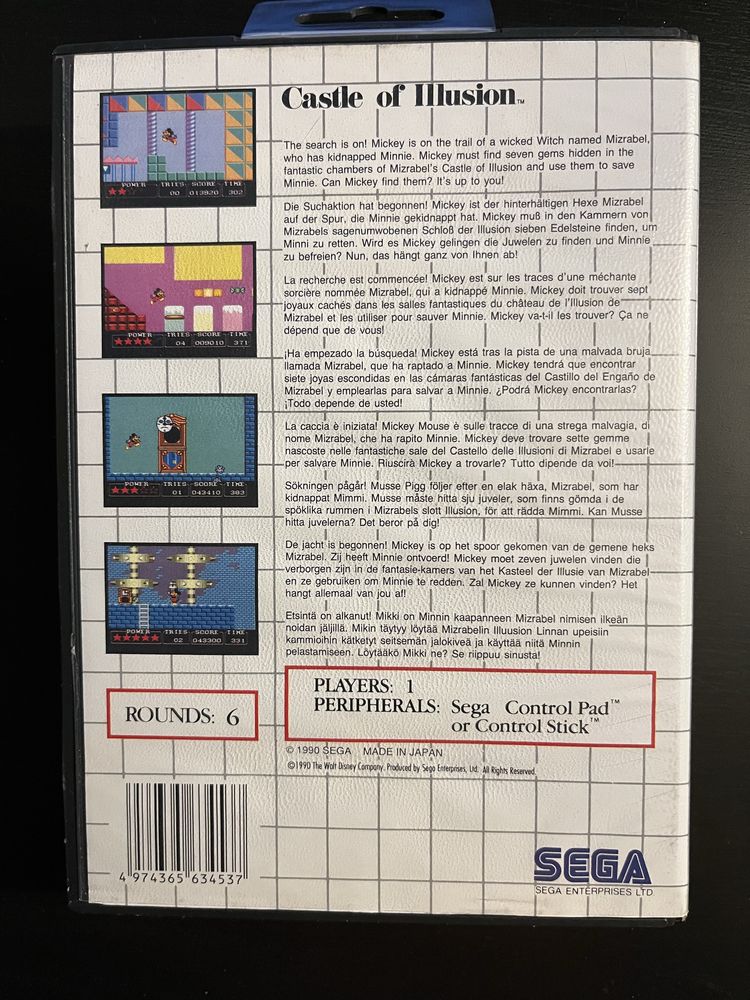 Castle of Illusion™
The search is on! Mickey is on the trail of a wicked Witch named Mizrabel,
who has kidnapped Minnie. Mickey must find seven gems hidden in the
fantastic chambers of Mizrabel's Castle of Illusion and use them to save
Minnie. Can Mickey find them? It's up to you!
Die Suchaktion hat begonnen! Mickey ist der hinterhältigen Hexe Mizrabel
auf der Spur, die Minnie gekidnappt hat. Mickey muß in den Kammern von
Mizrabels sagenumwobenen Schloß der Illusion sieben Edelsteine finden, um
Minni zu retten. Wird es Mickey gelingen die Juwelen zu finden und Minnie
zu befreien? Nun, das hängt ganz von Ihnen ab!
La recherche est commencée! Mickey est sur les traces d'une méchante
sorcière nommée Mizrabel, qui a kidnappé Minnie. Mickey doit trouver sept
joyaux cachés dans les salles fantastiques du château de l'Illusion de
Mizrabel et les utiliser pour sauver Minnie. Mickey va-t-il les trouver? Ça ne
dépend que de vous!
¡Ha empezado la búsqueda! Mickey está tras la pista de una malvada bruja
llamada Mizrabel, que ha raptado a Minnie. Mickey tendrá que encontrar
siete joyas escondidas en las cámaras fantásticas del Castillo del Engaño de
Mizrabel y emplearlas para salvar a Minnie. ¿Podrá Mickey encontrarlas?
¡Todo depende de usted!
La caccia è iniziata! Mickey Mouse è sulle tracce di una strega malvagia, di
nome Mizrabel, che ha rapito Minnie. Mickey deve trovare sette gemme
nascoste nelle fantastiche sale del Castello delle Illusioni di Mizrabel e usarle
per salvare Minnie. Riuscirà Mickey a trovarle? Tutto dipende da voi!
Sökningen pågår! Musse Pigg följer efter en elak häxa, Mizrabel, som har
kidnappat Mimmi. Musse måste hitta sju juveler, som finns gömda i de
spöklika rummen i Mizrabels slott Illusion, för att rädda Mimmi. Kan Musse
hitta juvelerna? Det beror på dig!
De jacht is begonnen! Mickey is op het spoor gekomen van de gemene heks
Mizrabel. Zij heeft Minnie ontvoerd! Mickey moet zeven juwelen vinden die
verborgen zijn in de fantasie-kamers van het Kasteel der Illusie van Mizrabel
en ze gebruiken om Minnie te redden. Zal Mickey ze kunnen vinden? Het
hangt allemaal van jou af!
Etsintä on alkanut! Mikki on Minnin kaapanneen Mizrabel nimisen ilkeän
noidan jäljillä. Mikin täytyy löytää Mizrabelin Illuusion Linnan upeisiin
kammioihin kätketyt seitsemän jalokiveä ja käyttää niitä Minnin
pelastamiseen. Löytääkö Mikki ne? Se riippuu sinusta!
POWER TRIES SCORE TIME
00 013920 302
POWER TRIES SCORE TIME
04 009010 371
POWER TRIES SCORE TIME
01 043410 383
POWER TRIES SCORE TIME
02 043300 331
ROUNDS: 6
PLAYERS: 1
PERIPHERALS: Sega Control Pad™
or Control Stick™
© 1990 SEGA MADE IN JAPAN
©1990 The Walt Disney Company. Produced by Sega Enterprises, Ltd. All Rights Reserved.
4 974365 634537
SEGA
SEGA ENTERPRISES LTD.